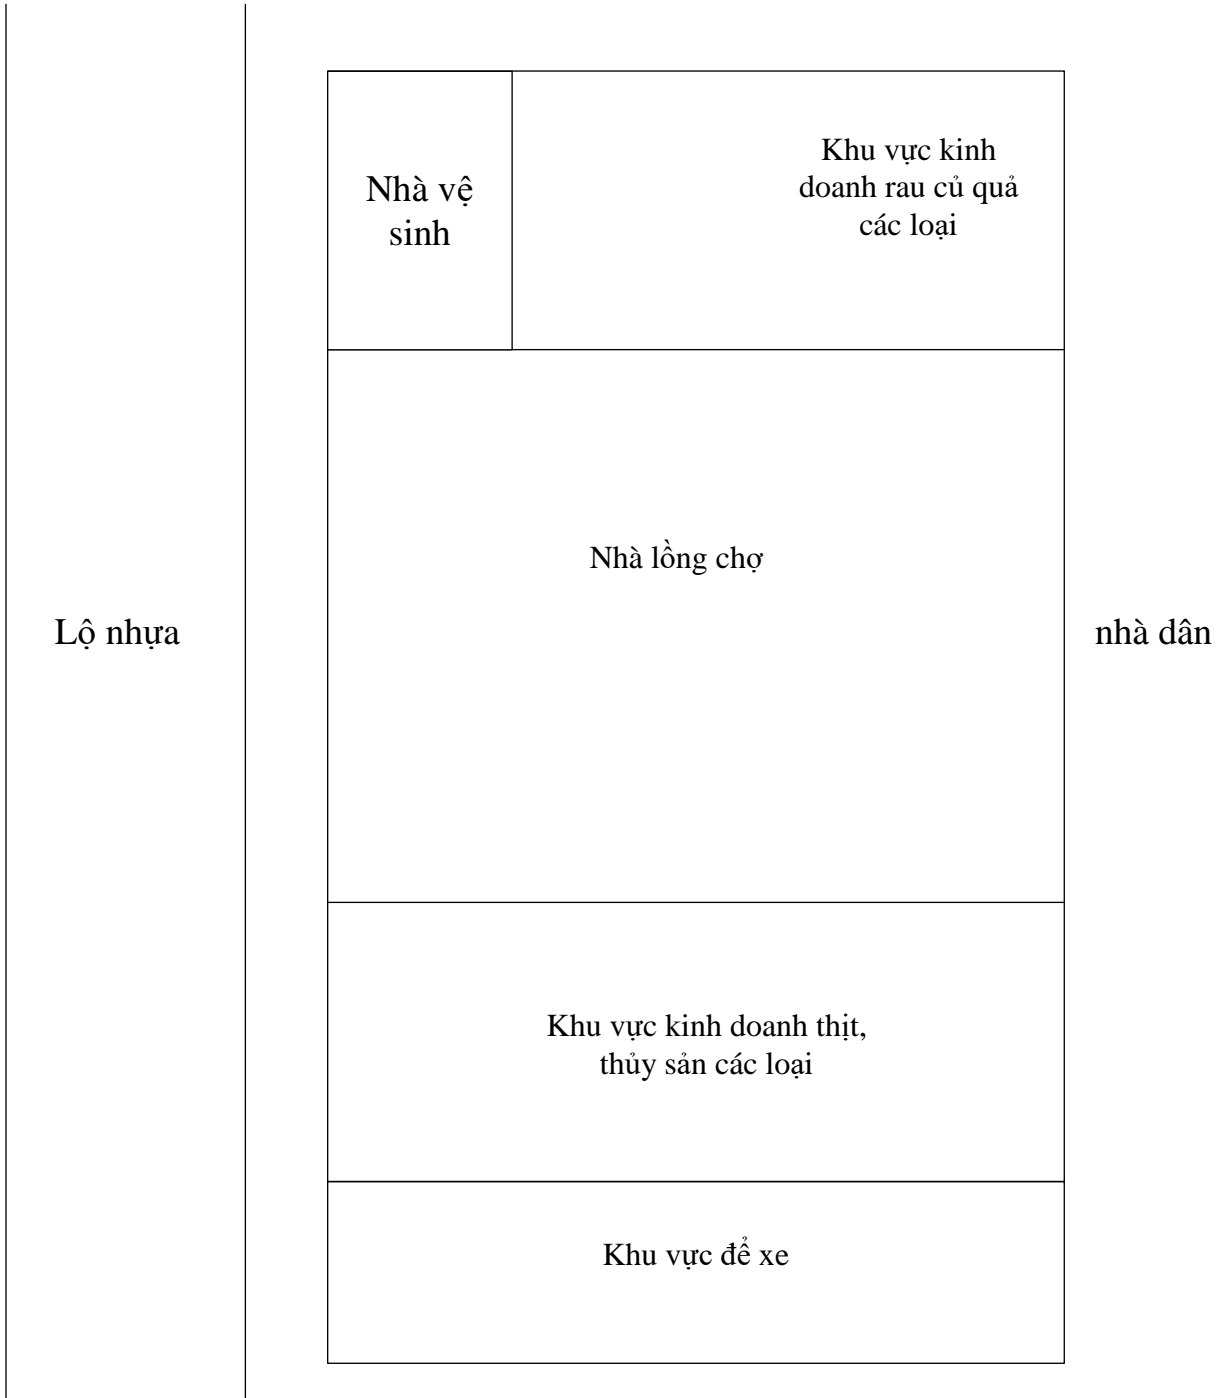 Nhà vệ
sinh
Khu vực kinh
doanh rau củ quả
các loại
Nhà lồng chợ
Lộ nhựa
nhà dân
Khu vực kinh doanh thịt,
thủy sản các loại
Khu vực để xe